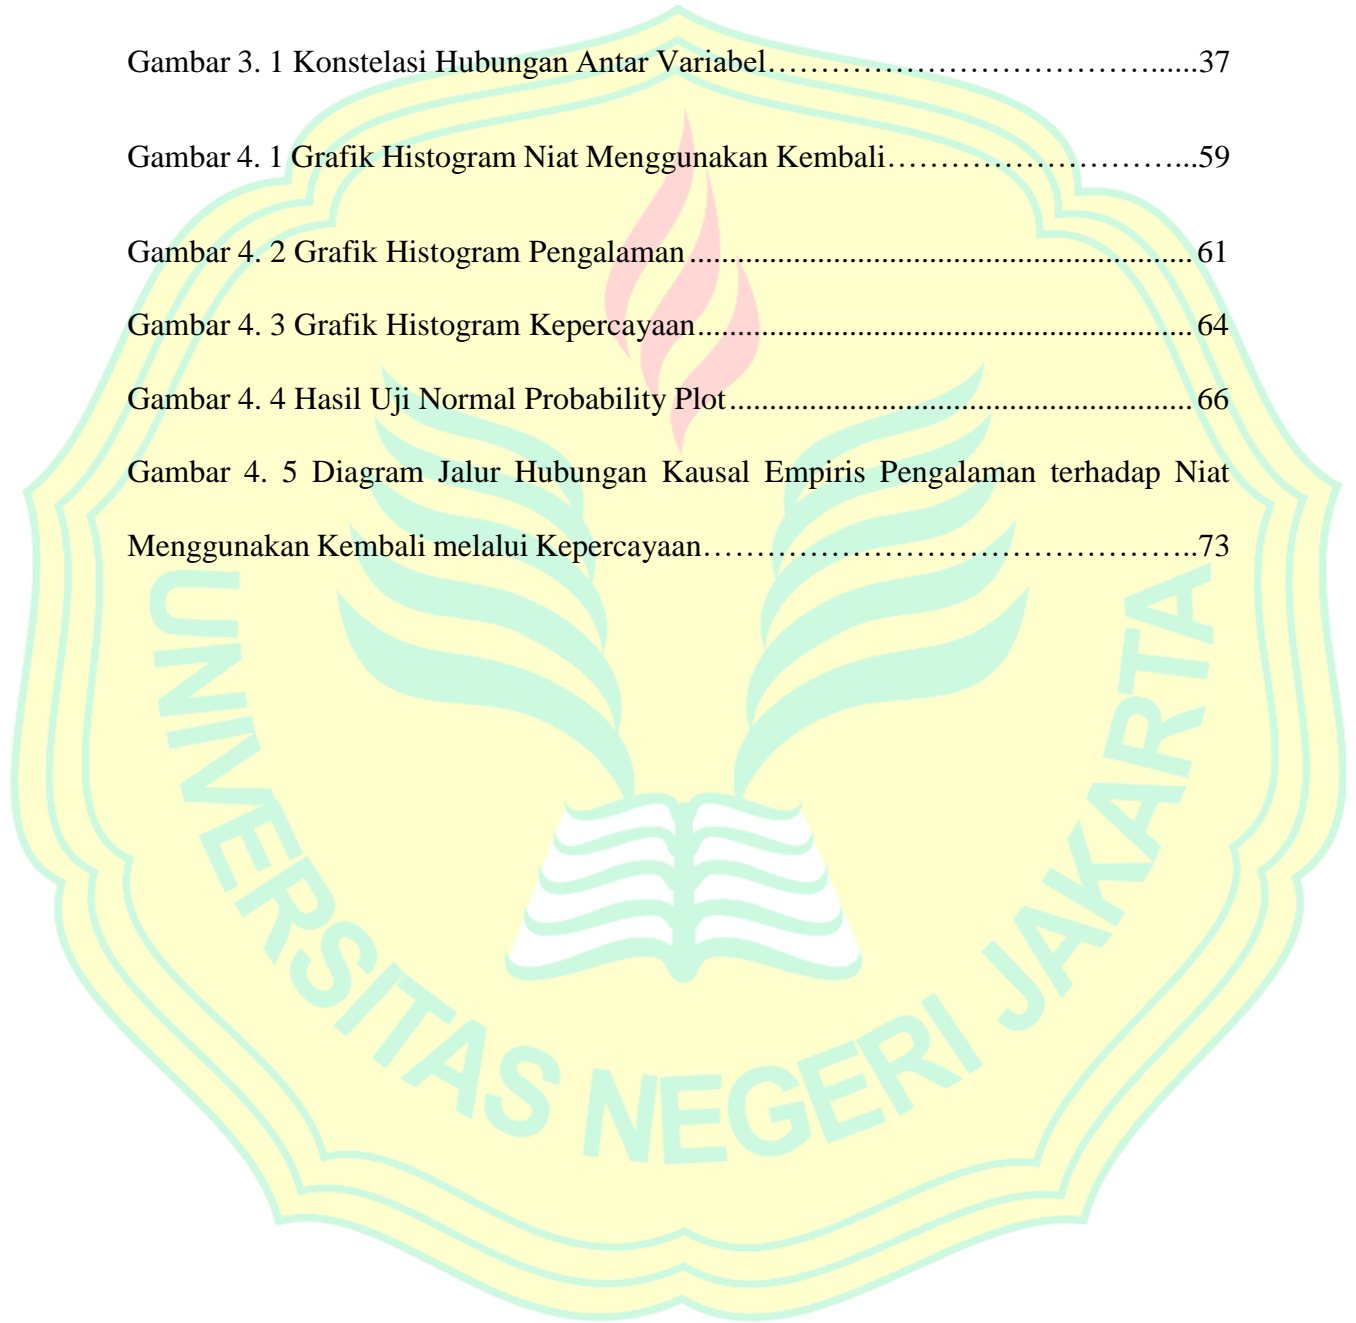 Gambar 3. 1 Konstelasi Hubungan Antar Variabel……………………………….......37
Gambar 4. 1 Grafik Histogram Niat Menggunakan Kembali………………………...59
Gambar 4. 2 Grafik Histogram Pengalaman............................................................. 61
Gambar 4. 3 Grafik Histogram Kepercayaan............................................................ 64
Gambar 4. 4 Hasil Uji Normal Probability Plot........................................................ 66
Gambar 4. 5 Diagram Jalur Hubungan Kausal Empiris Pengalaman terhadap Niat
Menggunakan Kembali melalui Kepercayaan………………………………………..73
UNIVERSITAS NEGERI JAKARTA